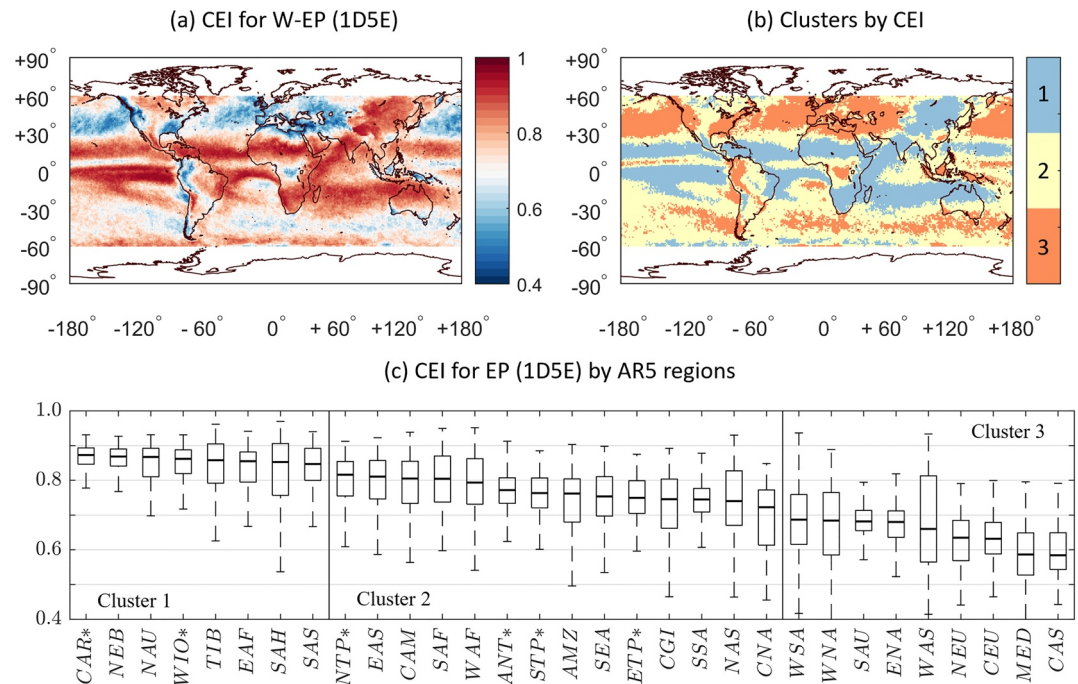 (a) CEI for W-EP (1D5E)
(b) Clusters by CEI
+90° 1 +90°
+60° +60° 1
+30° 0.8 +30°
0° 0° 2
-30° 0.6 -30°
-60° -60° 3
-90° 0.4 -90°
-180° -120° - 60° 0° + 60° +120° +180° -180° -120° - 60° 0° + 60° +120° +180°
(c) CEI for EP (1D5E) by AR5 regions
1.0
Cluster 3
0.8
0.6
Cluster 1 Cluster 2
0.4
CAR* NEB NAU WIO* TIB EAF SAH SAS NTP* EAS CAM SAF WAF ANT* STP* AMZ SEA ETP* CGI SSA NAS CNA WSA WNA SAU ENA WAS NEU CEU MED CAS